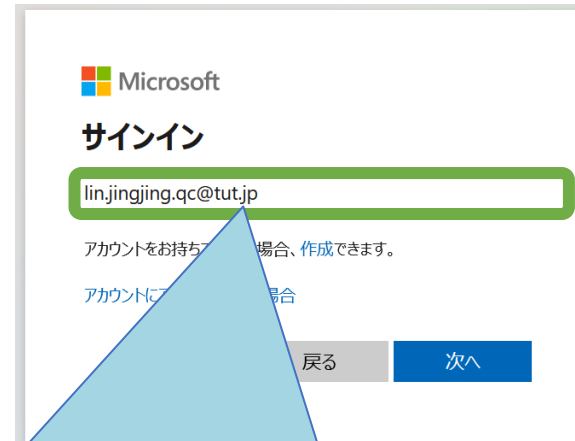 Microsoft
サインイン
lin.jingjing.qc@tut.jp
アカウントをお持ち 場合、作成できます。
アカウントに 場合
戻る
次へ